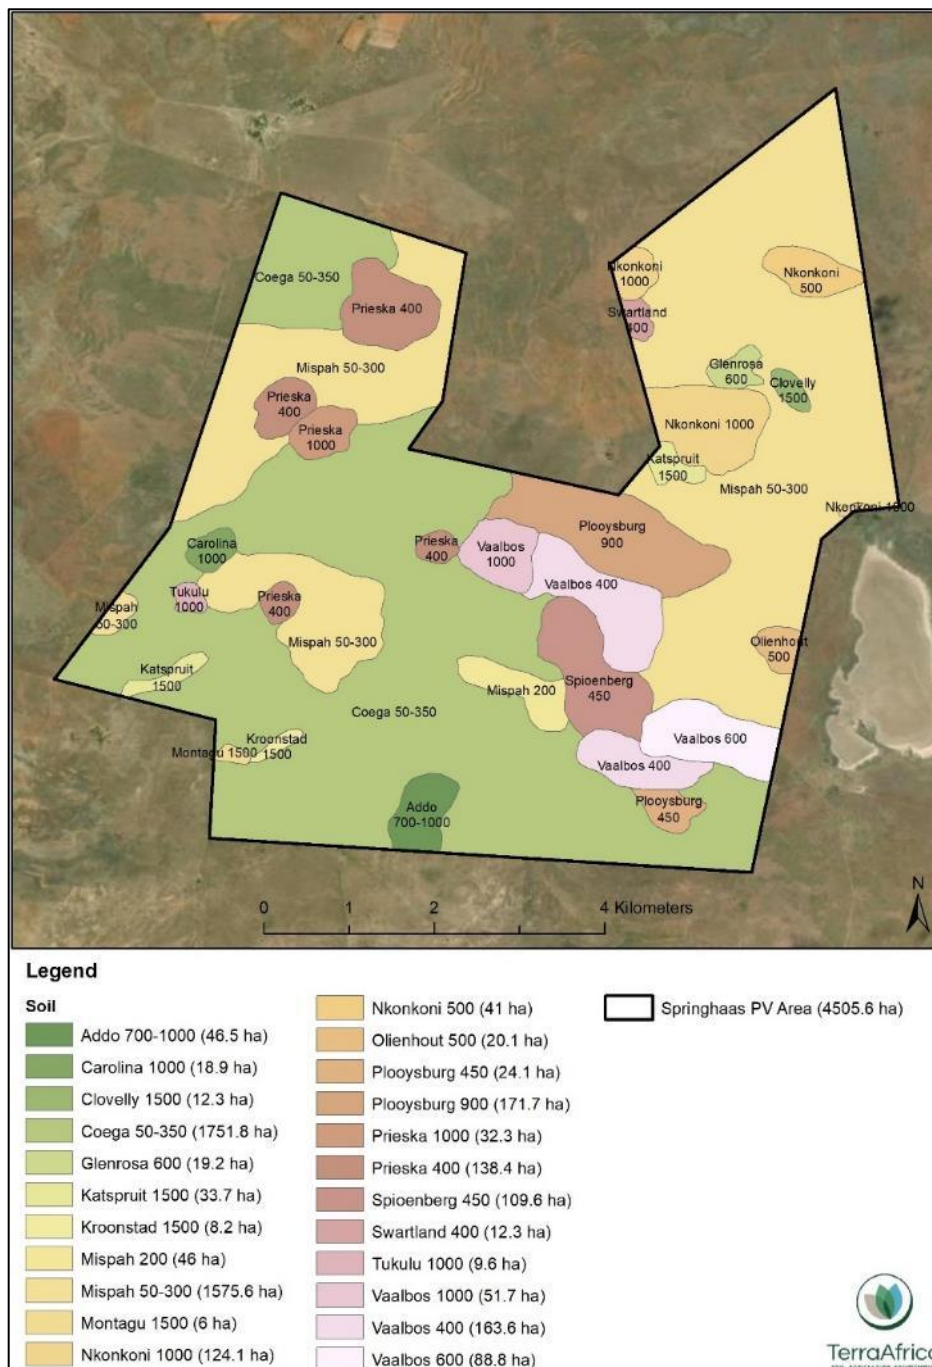 Coega 50-350
Prieska 400
Mispah 50-300
Prieska
400
Prieska
1000
Nkonkoni
1000
Nkonkoni
500
Swartland
400
Glenrosa
600
Clovelly
1500
Nkonkoni 1000
Katspruit
1500
Mispah 50-300
Nkonkoni 1000
Plooysburg
900
Carolina
1000
Prieska
400
Vaalbos
1000
Vaalbos 400
Tukulu
1000
Prieska
400
Mispah
50-300
Mispah 50-300
Olienhout
500
Katspruit
1500
Mispah 200
Spioenberg
450
Coega 50-350
Kroonstad
1500
Montagu 1500
Vaalbos 600
Vaalbos 400
Plooysburg
450
Addo
700-1000
N
0 1 2 4 Kilometers
Legend
Soil
Addo 700-1000 (46.5 ha)
Carolina 1000 (18.9 ha)
Clovelly 1500 (12.3 ha)
Coega 50-350 (1751.8 ha)
Glenrosa 600 (19.2 ha)
Katspruit 1500 (33.7 ha)
Kroonstad 1500 (8.2 ha)
Mispah 200 (46 ha)
Mispah 50-300 (1575.6 ha)
Montagu 1500 (6 ha)
Nkonkoni 1000 (124.1 ha)
Nkonkoni 500 (41 ha)
Olienhout 500 (20.1 ha)
Plooysburg 450 (24.1 ha)
Plooysburg 900 (171.7 ha)
Prieska 1000 (32.3 ha)
Prieska 400 (138.4 ha)
Spioenberg 450 (109.6 ha)
Swartland 400 (12.3 ha)
Tukulu 1000 (9.6 ha)
Vaalbos 1000 (51.7 ha)
Vaalbos 400 (163.6 ha)
Vaalbos 600 (88.8 ha)
Springhaas PV Area (4505.6 ha)
TerraAfrica